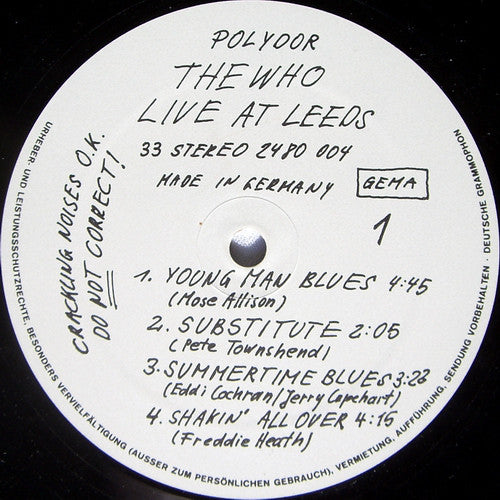 POLYDOR
THE WHO
LIVE AT LEEDS
33 STEREO 2480 004
MADE IN GERMANY
GEMA
1
CRACKLING NOISES O.K.
DO NOT CORRECT!
1. YOUNG MAN BLUES 4:45
(Mose Allison)
2. SUBSTITUTE 2:05
(Pete Townshend)
3. SUMMERTIME BLUES 3:23
(Eddi Cochran/Jerry Capehart)
4. SHAKIN' ALL OVER 4:15
(Freddie Heath)
URHEBER- UND LEISTUNGSSCHUTZRECHTE, BESONDERS VERVIELFÄLTIGUNG (AUSSER ZUM PERSÖNLICHEN GEBRAUCH), VERMIETUNG, AUFFÜHRUNG, SENDUNG VORBEHALTEN · DEUTSCHE GRAMMOPHON